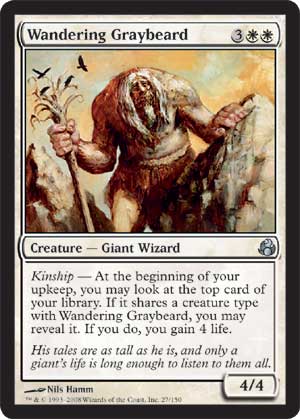 Wandering Graybeard 3
Creature — Giant Wizard
Kinship — At the beginning of your
upkeep, you may look at the top card of
your library. If it shares a creature type
with Wandering Graybeard, you may
reveal it. If you do, you gain 4 life.
His tales are as tall as he is, and only a
giant's life is long enough to listen to them all.
Nils Hamm
4/4
™ & © 1993–2008 Wizards of the Coast, Inc. 27/150